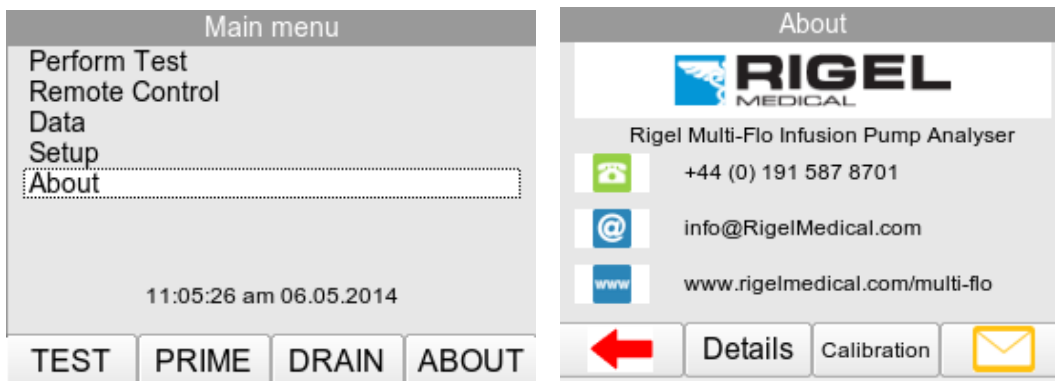 Main menu
Perform Test
Remote Control
Data
Setup
About
11:05:26 am 06.05.2014
TEST PRIME DRAIN ABOUT
About
RIGEL
MEDICAL
Rigel Multi-Flo Infusion Pump Analyser
+44 (0) 191 587 8701
@
info@RigelMedical.com
www
www.rigelmedical.com/multi-flo
Details Calibration